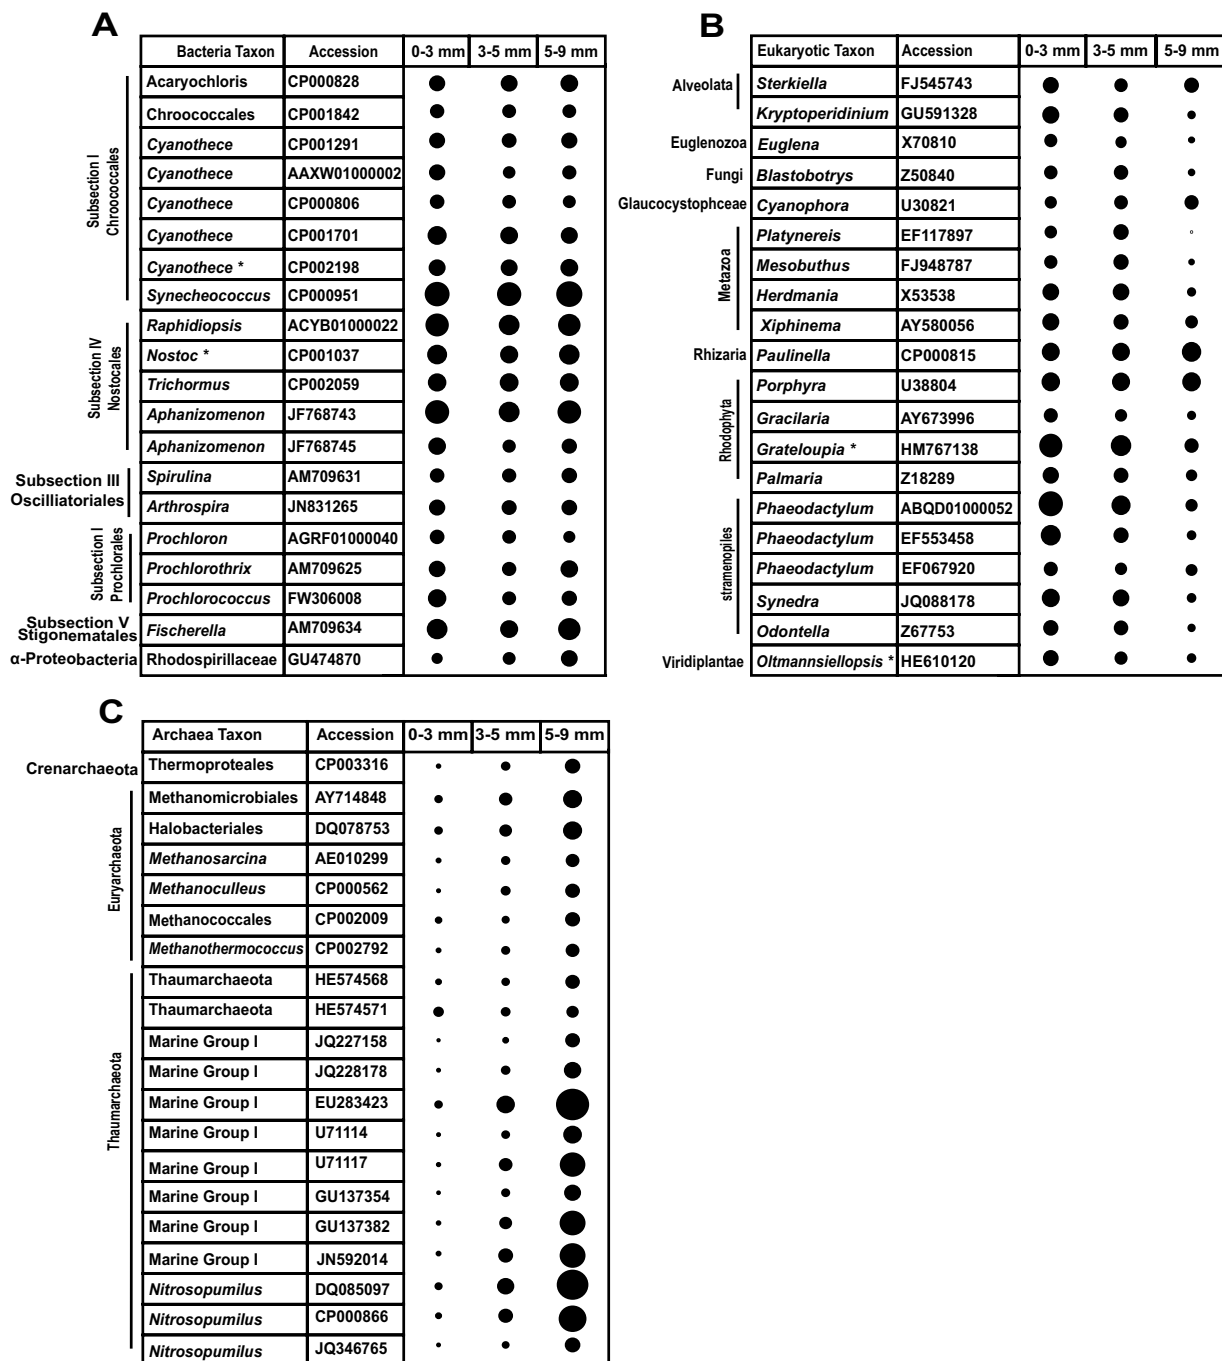 A
Bacteria Taxon Accession 0-3 mm 3-5 mm 5-9 mm
Subsection I
Chroococcales
Acaryochloris CP000828
Chroococcales CP001842
Cyanothece CP001291
Cyanothece AAXW01000002
Cyanothece CP000806
Cyanothece CP001701
Cyanothece * CP002198
Synecheococcus CP000951
Subsection IV
Nostocales
Raphidiopsis ACYB01000022
Nostoc * CP001037
Trichormus CP002059
Aphanizomenon JF768743
Aphanizomenon JF768745
Subsection III
Oscilliatoriales
Spirulina AM709631
Arthrospira JN831265
Subsection I
Prochlorales
Prochloron AGRF01000040
Prochlorothrix AM709625
Prochlorococcus FW306008
Subsection V
Stigonematales
Fischerella AM709634
α-Proteobacteria Rhodospirillaceae GU474870
B
Eukaryotic Taxon Accession 0-3 mm 3-5 mm 5-9 mm
Alveolata
Sterkiella FJ545743
Kryptoperidinium GU591328
Euglenozoa Euglena X70810
Fungi Blastobotrys Z50840
Glaucocystophceae Cyanophora U30821
Metazoa
Platynereis EF117897
Mesobuthus FJ948787
Herdmania X53538
Xiphinema AY580056
Rhizaria Paulinella CP000815
Rhodophyta
Porphyra U38804
Gracilaria AY673996
Grateloupia * HM767138
Palmaria Z18289
stramenopiles
Phaeodactylum ABQD01000052
Phaeodactylum EF553458
Phaeodactylum EF067920
Synedra JQ088178
Odontella Z67753
Viridiplantae Oltmannsiellopsis * HE610120
C
Archaea Taxon Accession 0-3 mm 3-5 mm 5-9 mm
Crenarchaeota Thermoproteales CP003316
Euryarchaeota
Methanomicrobiales AY714848
Halobacteriales DQ078753
Methanosarcina AE010299
Methanoculleus CP000562
Methanococcales CP002009
Methanothermococcus CP002792
Thaumarchaeota
Thaumarchaeota HE574568
Thaumarchaeota HE574571
Marine Group I JQ227158
Marine Group I JQ228178
Marine Group I EU283423
Marine Group I U71114
Marine Group I U71117
Marine Group I GU137354
Marine Group I GU137382
Marine Group I JN592014
Nitrosopumilus DQ085097
Nitrosopumilus CP000866
Nitrosopumilus JQ346765